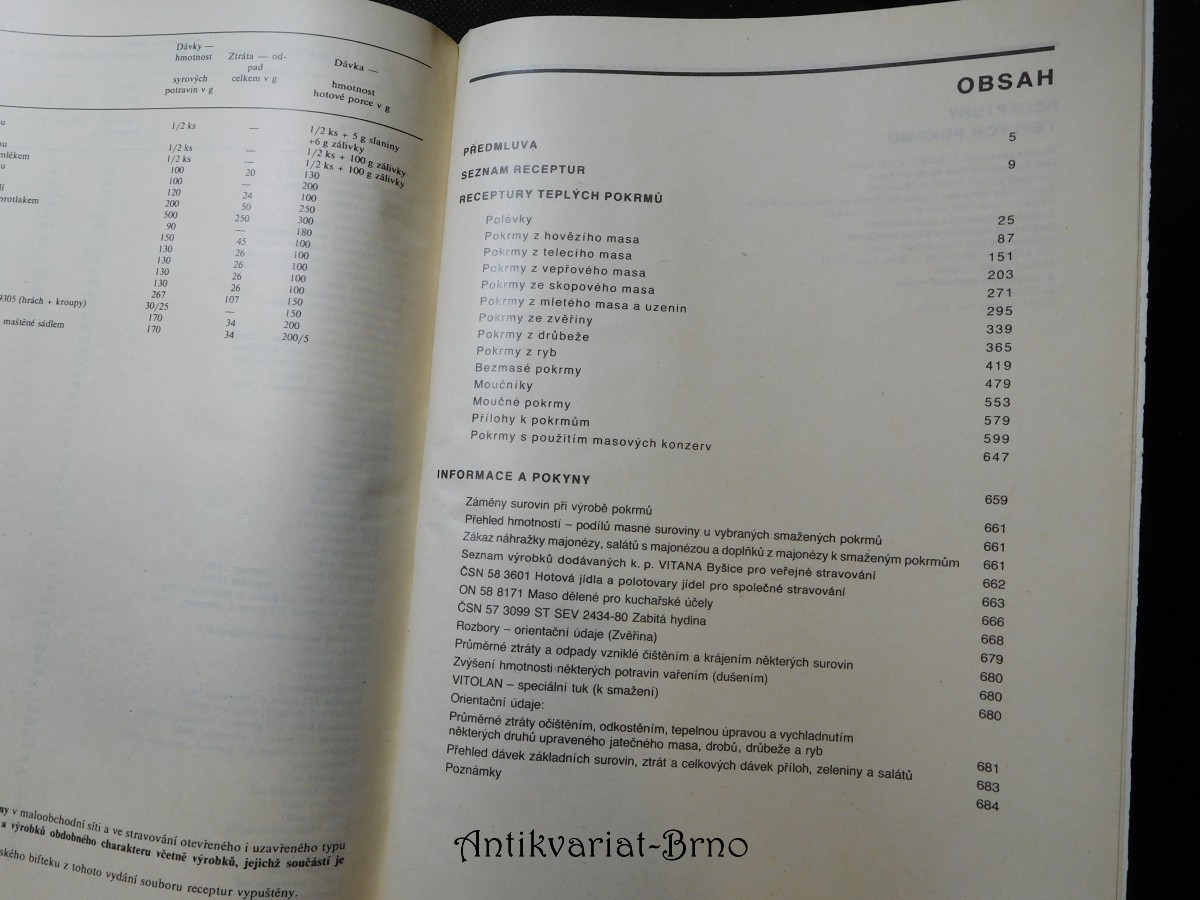 Dávky —
hmotnost
syrových
potravin v g
Ztráta — od-
pad
celkem v g
Dávka —
hmotnost
hotové porce v g
1/2 ks — 1/2 ks + 5 g slaniny
+6 g zálivky
1/2 ks — 1/2 ks + 100 g zálivky
mlékem 1/2 ks — 1/2 ks + 100 g zálivky
100 20 130
100 — 200
120 24 100
protlakem 200 50 250
500 250 300
90 — 180
150 45 100
130 26 100
130 26 100
130 26 100
130 26 100
267 107 150
9305 (hrách + kroupy) 30/25 — 150
170 34 200
maštěné sádlem 170 34 200/5
v maloobchodní síti a ve stravování otevřeného i uzavřeného typu
a výrobků obdobného charakteru včetně výrobků, jejichž součástí je
ského bifteku z tohoto vydání souboru receptur vypuštěny.
OBSAH
PŘEDMLUVA 5
SEZNAM RECEPTUR 9
RECEPTURY TEPLÝCH POKRMŮ
Polévky 25
Pokrmy z hovězího masa 87
Pokrmy z telecího masa 151
Pokrmy z vepřového masa 203
Pokrmy ze skopového masa 271
Pokrmy z mletého masa a uzenin 295
Pokrmy ze zvěřiny 339
Pokrmy z drůbeže 365
Pokrmy z ryb 419
Bezmasé pokrmy 479
Moučníky 553
Moučné pokrmy 579
Přílohy k pokrmům 599
Pokrmy s použitím masových konzerv 647
INFORMACE A POKYNY 659
Záměny surovin při výrobě pokrmů 661
Přehled hmotností – podílů masné suroviny u vybraných smažených pokrmů 661
Zákaz náhražky majonézy, salátů s majonézou a doplňků z majonézy k smaženým pokrmům 661
Seznam výrobků dodávaných k. p. VITANA Byšice pro veřejné stravování 662
ČSN 58 3601 Hotová jídla a polotovary jídel pro společné stravování 663
ON 58 8171 Maso dělené pro kuchařské účely 666
ČSN 57 3099 ST SEV 2434-80 Zabitá hydina 668
Rozbory – orientační údaje (Zvěřina) 679
Průměrné ztráty a odpady vzniklé čištěním a krájením některých surovin 680
Zvýšení hmotnosti některých potravin vařením (dušením) 680
VITOLAN – speciální tuk (k smažení) 680
Orientační údaje:
Průměrné ztráty očištěním, odkostěním, tepelnou úpravou a vychladnutím
některých druhů upraveného jatečného masa, drobů, drůbeže a ryb 681
Přehled dávek základních surovin, ztrát a celkových dávek příloh, zeleniny a salátů 683
Poznámky 684
Antikvariat-Brno